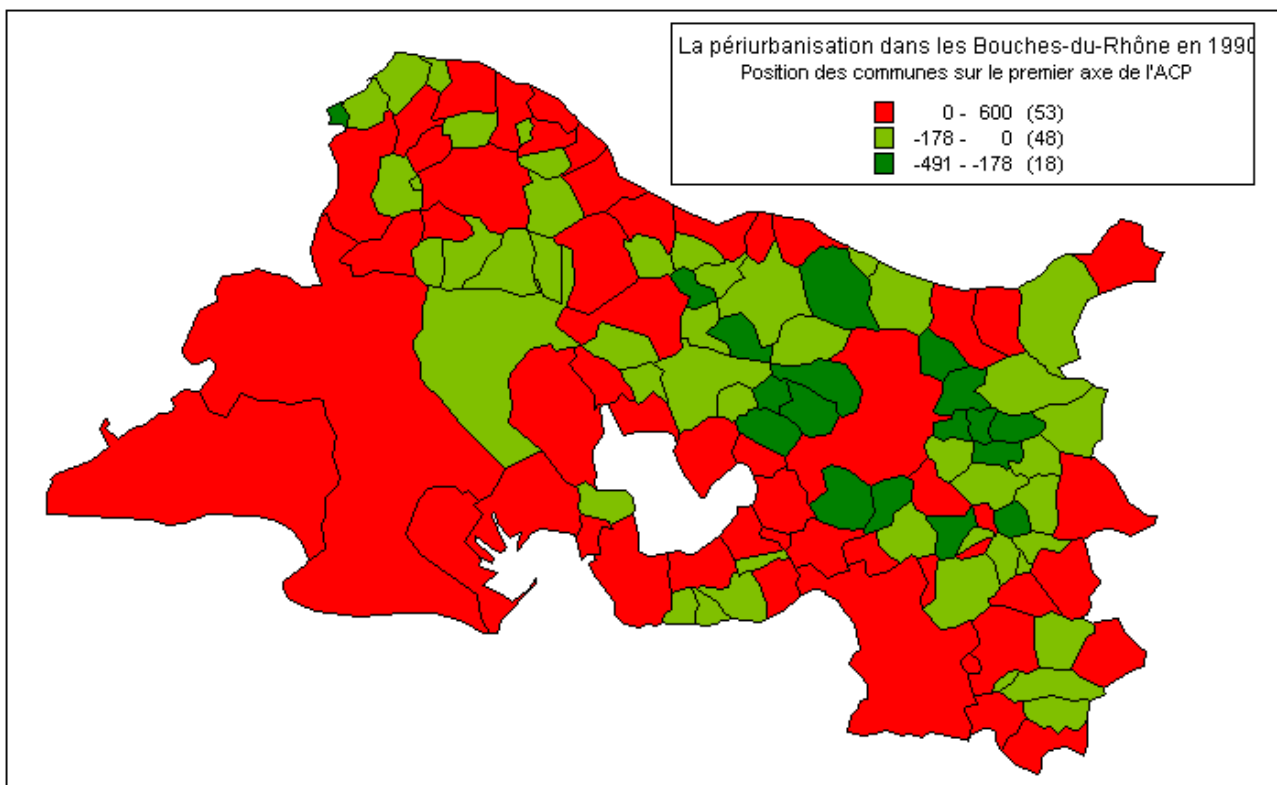 La périurbanisation dans les Bouches-du-Rhône en 1990
Position des communes sur le premier axe de l'ACP
0 - 600 (53)
-178 - 0 (48)
-491 - -178 (18)